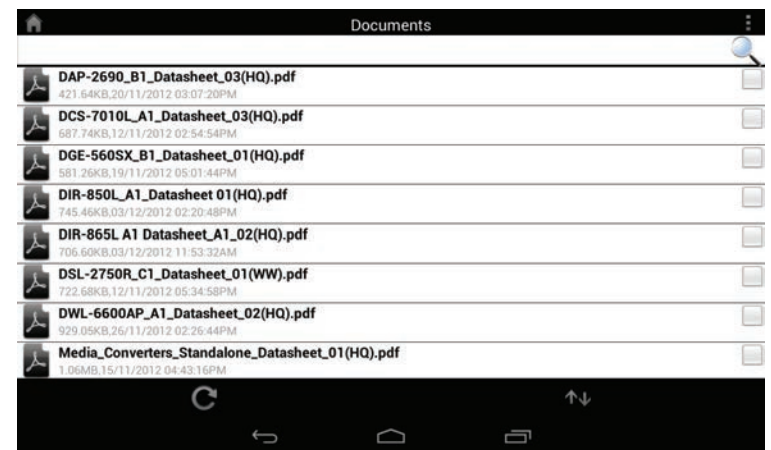 Documents
DAP-2690_B1_Datasheet_03(HQ).pdf
421.64KB,20/11/2012 03:07:20PM
DCS-7010L_A1_Datasheet_03(HQ).pdf
687.74KB,12/11/2012 02:54:54PM
DGE-560SX_B1_Datasheet_01(HQ).pdf
581.26KB,19/11/2012 05:01:44PM
DIR-850L_A1_Datasheet 01(HQ).pdf
745.46KB,03/12/2012 02:20:48PM
DIR-865L A1 Datasheet_A1_02(HQ).pdf
706.60KB,03/12/2012 11:53:32AM
DSL-2750R_C1_Datasheet_01(WW).pdf
722.68KB,12/11/2012 05:34:58PM
DWL-6600AP_A1_Datasheet_02(HQ).pdf
929.05KB,26/11/2012 02:26:44PM
Media_Converters_Standalone_Datasheet_01(HQ).pdf
1.06MB,15/11/2012 04:43:16PM